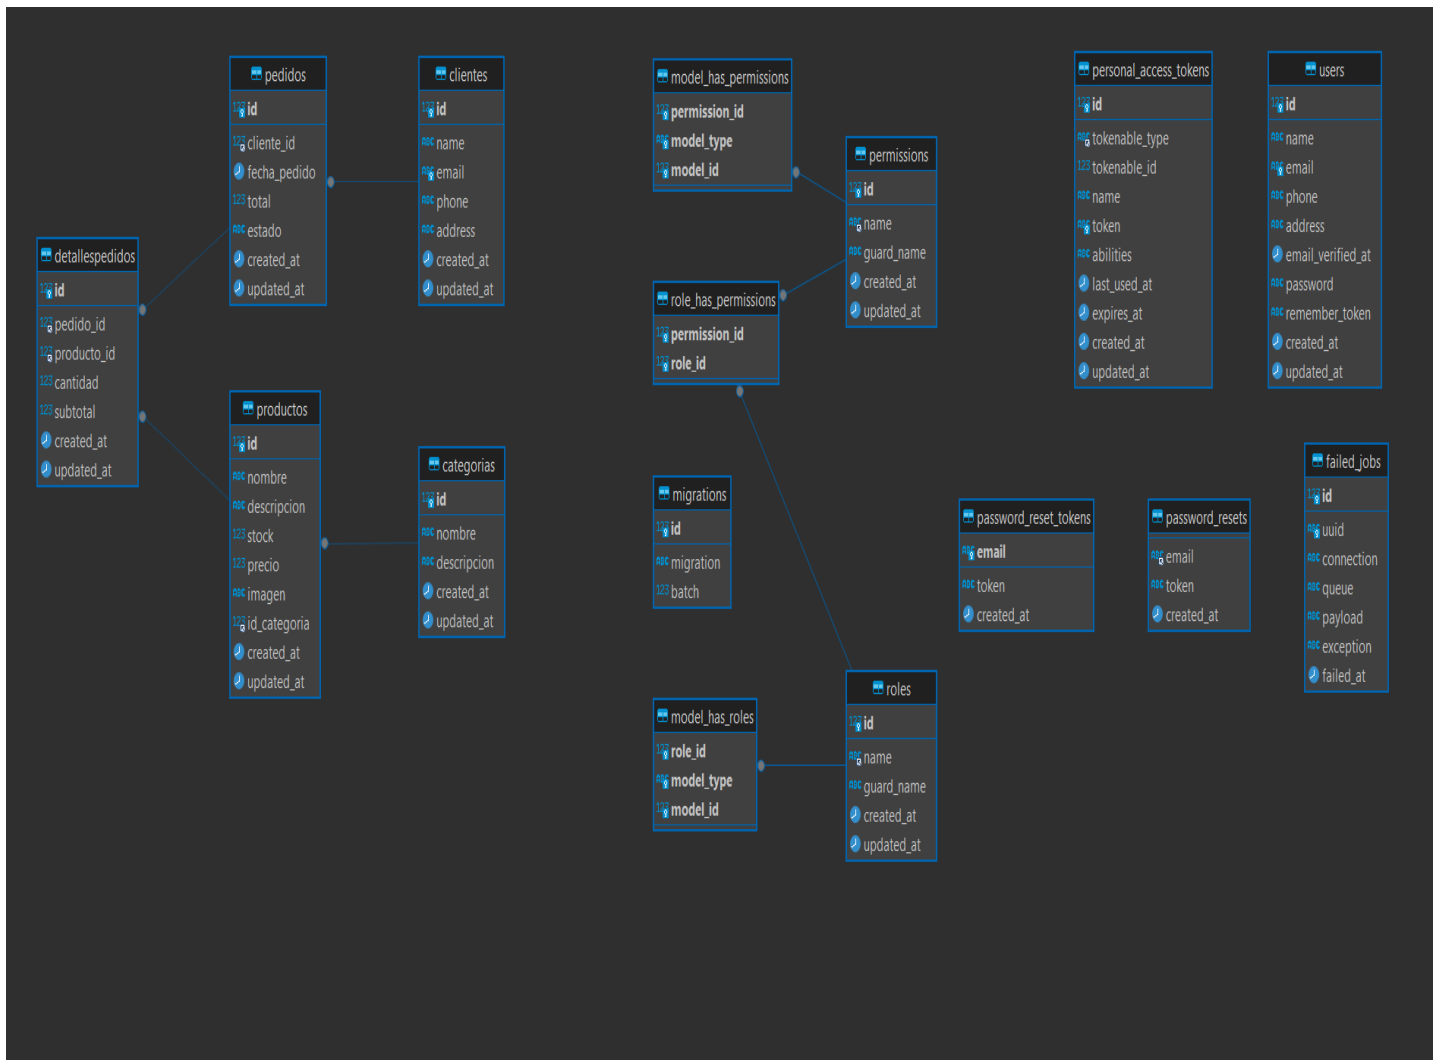 pedidos
id
cliente_id
fecha_pedido
total
estado
created_at
updated_at
clientes
id
name
email
phone
address
created_at
updated_at
detallespedidos
id
pedido_id
producto_id
cantidad
subtotal
created_at
updated_at
productos
id
nombre
descripcion
stock
precio
imagen
id_categoria
created_at
updated_at
categorias
id
nombre
descripcion
created_at
updated_at
model_has_permissions
permission_id
model_type
model_id
permissions
id
name
guard_name
created_at
updated_at
role_has_permissions
permission_id
role_id
migrations
id
migration
batch
model_has_roles
role_id
model_type
model_id
roles
id
name
guard_name
created_at
updated_at
personal_access_tokens
id
tokenable_type
tokenable_id
name
token
abilities
last_used_at
expires_at
created_at
updated_at
users
id
name
email
phone
address
email_verified_at
password
remember_token
created_at
updated_at
password_reset_tokens
email
token
created_at
password_resets
email
token
created_at
failed_jobs
id
uuid
connection
queue
payload
exception
failed_at